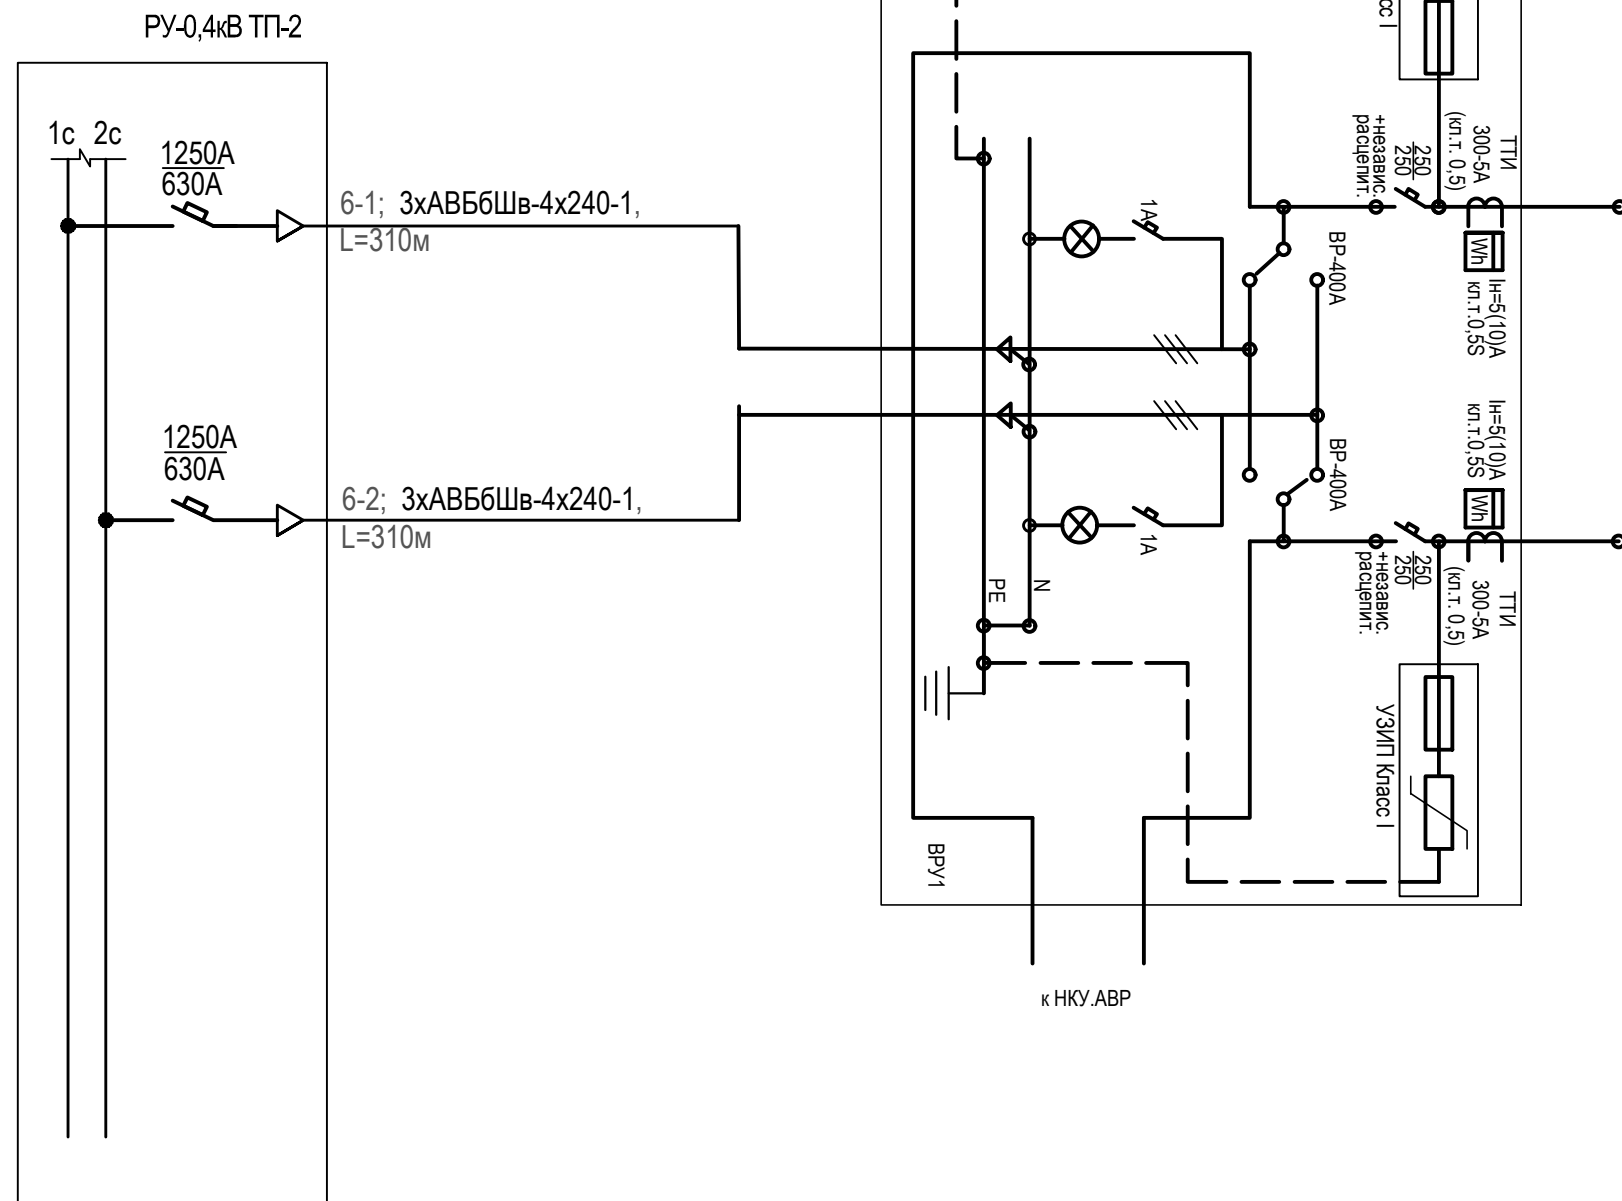 РУ-0,4кВ ТП-2
1с 2с
1250А
630А
6-1; 3хАВБбШв-4х240-1,
L=310м
1250А
630А
6-2; 3хАВБбШв-4х240-1,
L=310м
1А
1А
N
PE
ВРУ1
к НКУ.АВР
ВР-400А
ВР-400А
сс I
+независ.
расцепит.
250
250
ТТИ
300-5А
(кл.т. 0,5)
Wh
Iн=5(10)А
кл.т.0,5S
Iн=5(10)А
кл.т.0,5S
Wh
ТТИ
300-5А
(кл.т. 0,5)
250
250
+независ.
расцепит.
УЗИП Класс I